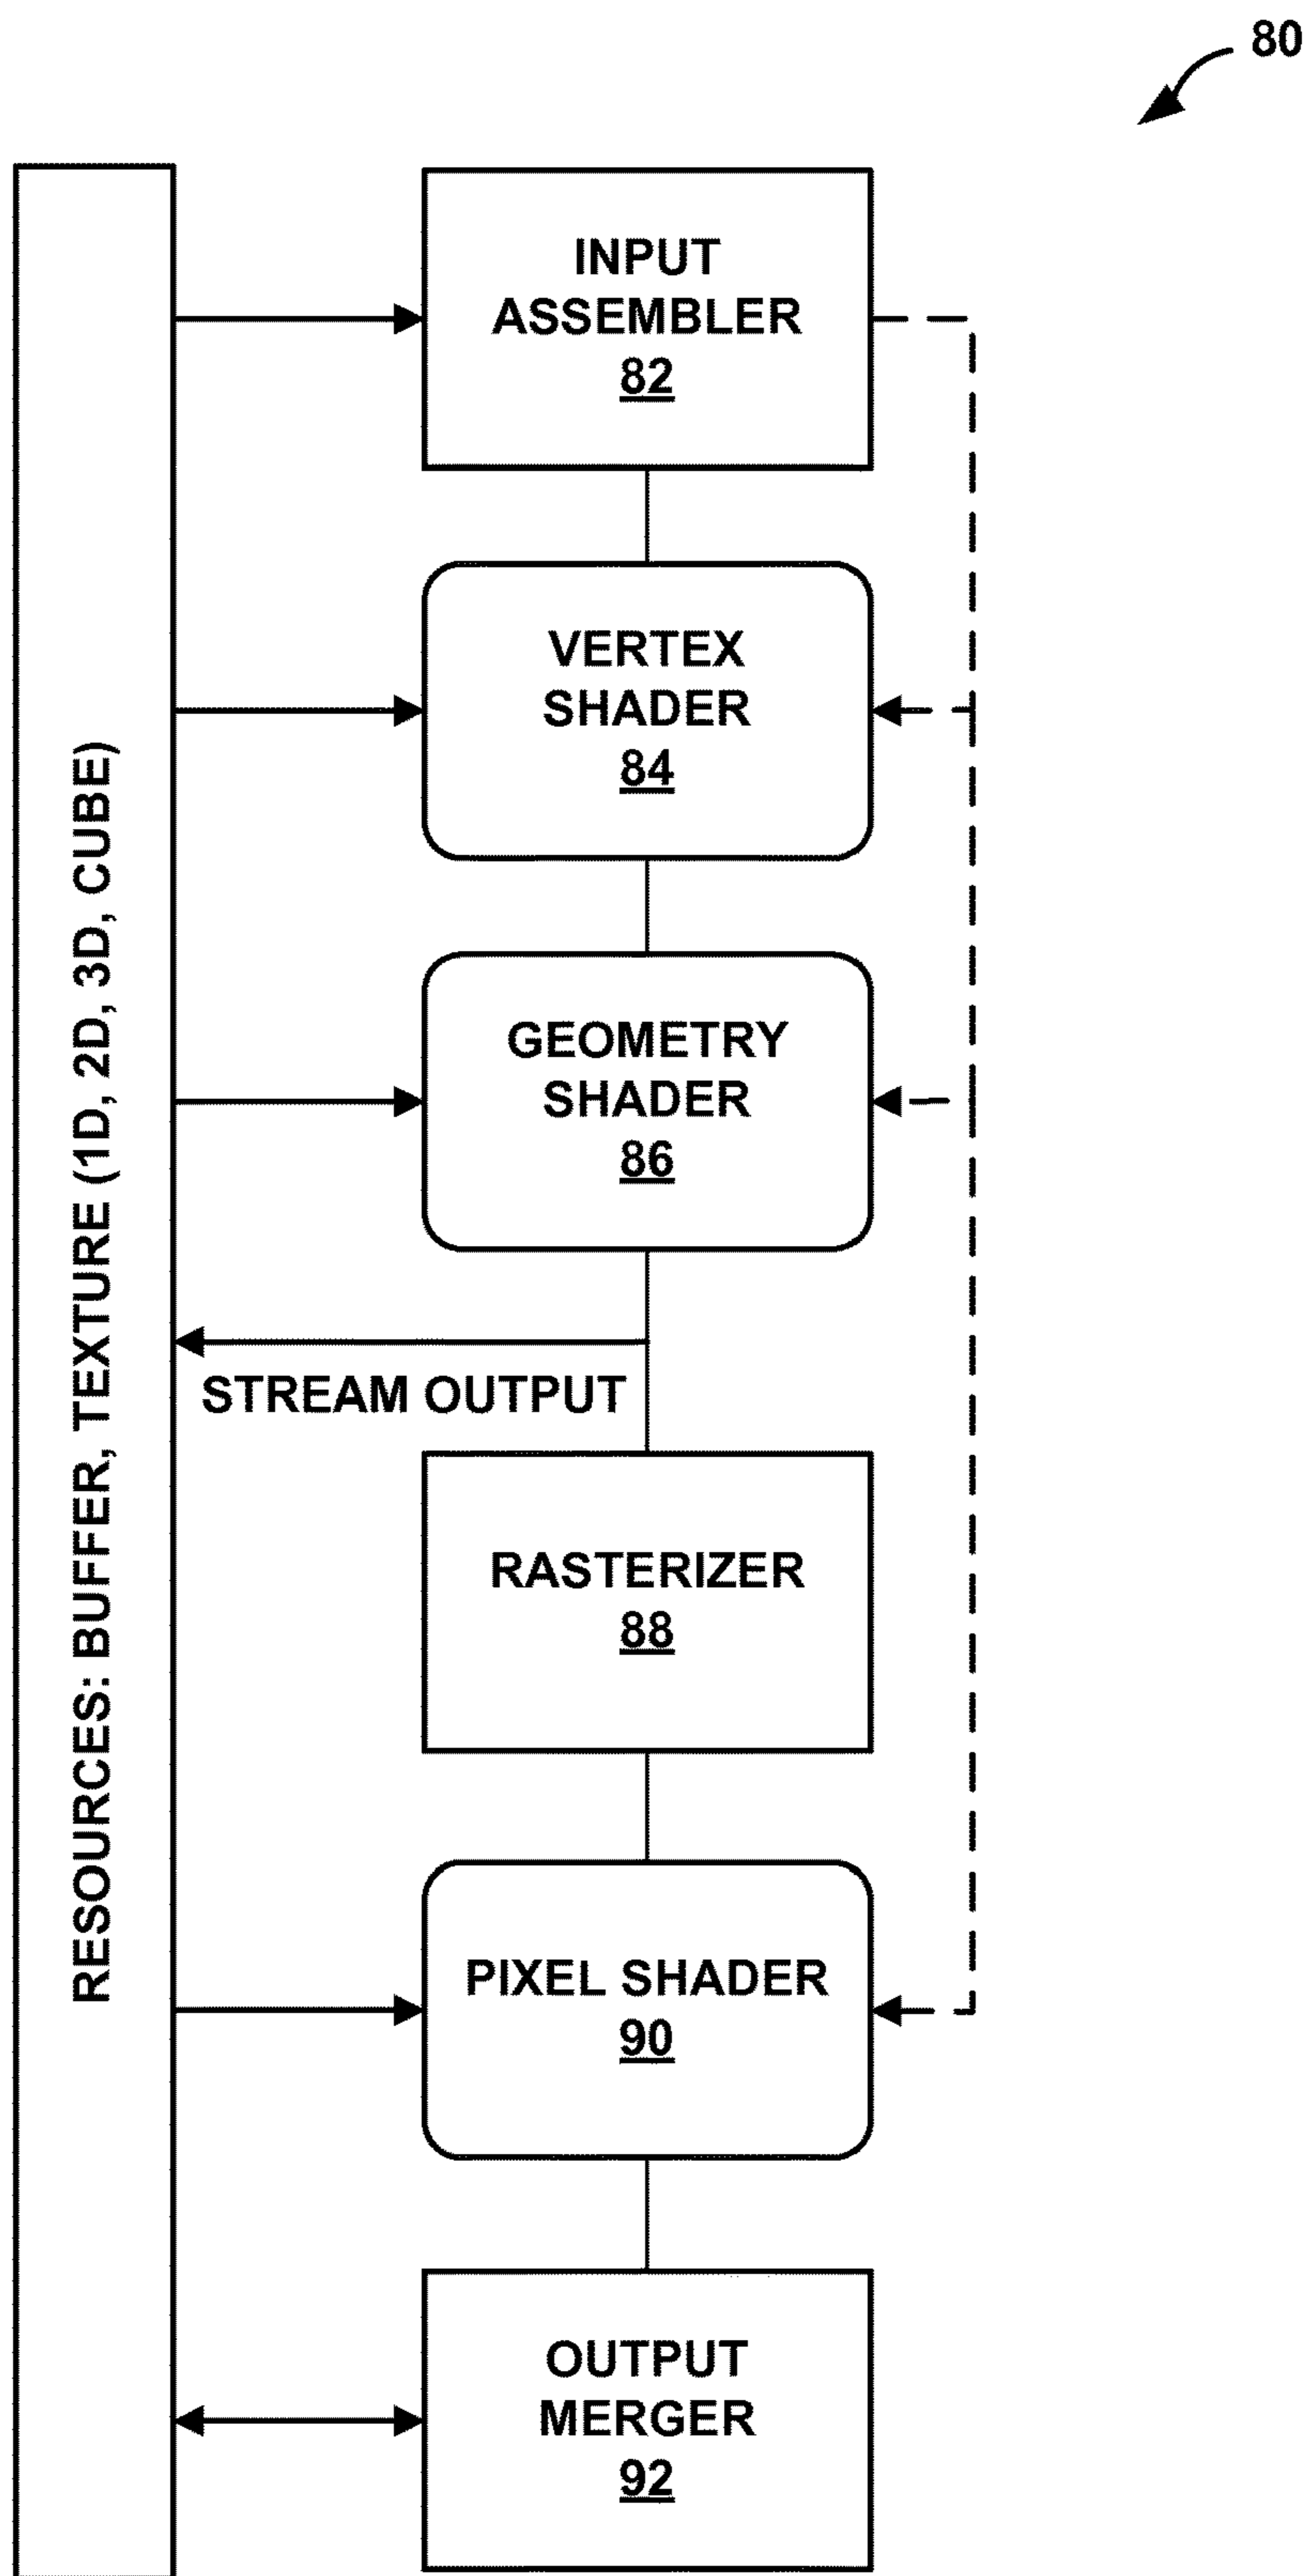 80
RESOURCES: BUFFER, TEXTURE (1D, 2D, 3D, CUBE)
INPUT
ASSEMBLER
82
VERTEX
SHADER
84
GEOMETRY
SHADER
86
STREAM OUTPUT
RASTERIZER
88
PIXEL SHADER
90
OUTPUT
MERGER
92